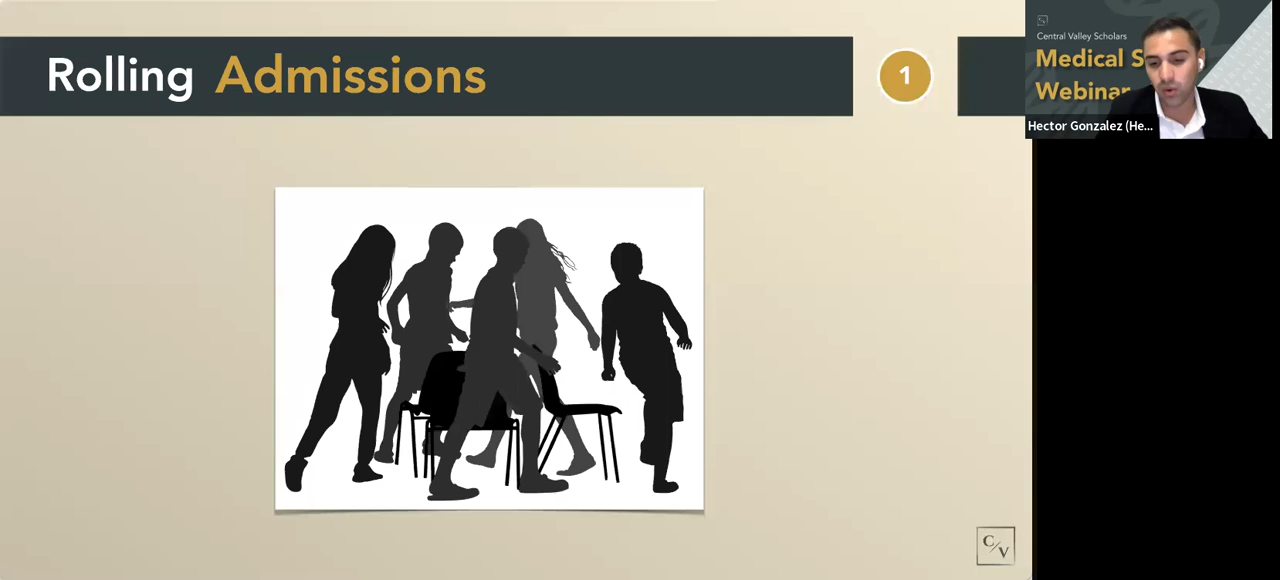 Rolling Admissions
1
Central Valley Scholars
Medical S
Webinar
Hector Gonzalez (He...
C/V